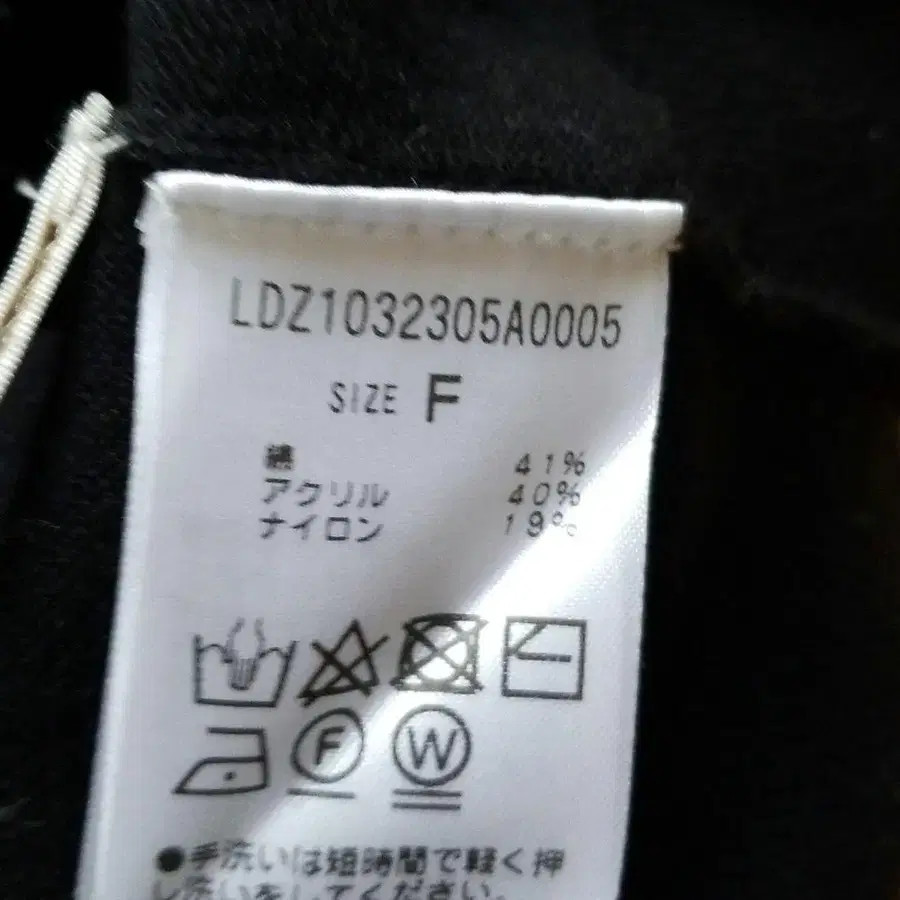 LDZ1032305A0005
SIZE F
綿 41%
アクリル 40%
ナイロン 19%
F W
●手洗いは短時間で軽く押
し洗いをしてください。